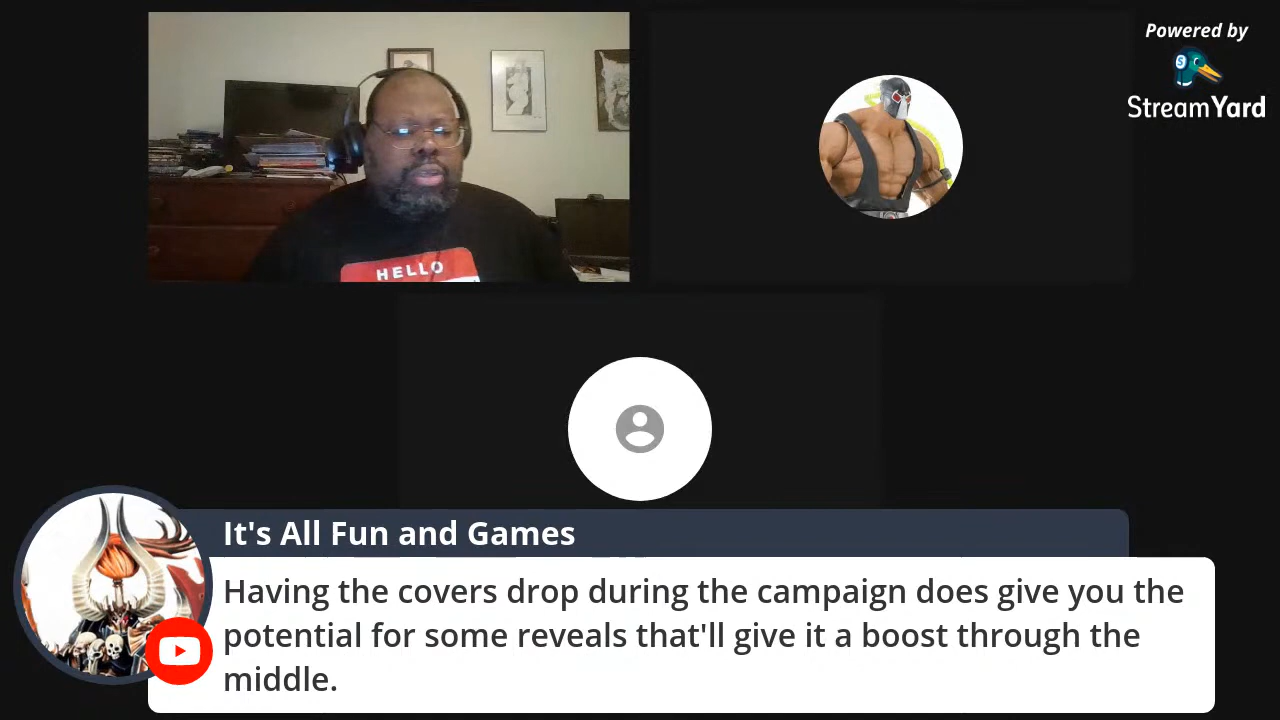 Powered by
StreamYard
HELLO
It's All Fun and Games
Having the covers drop during the campaign does give you the
potential for some reveals that'll give it a boost through the
middle.